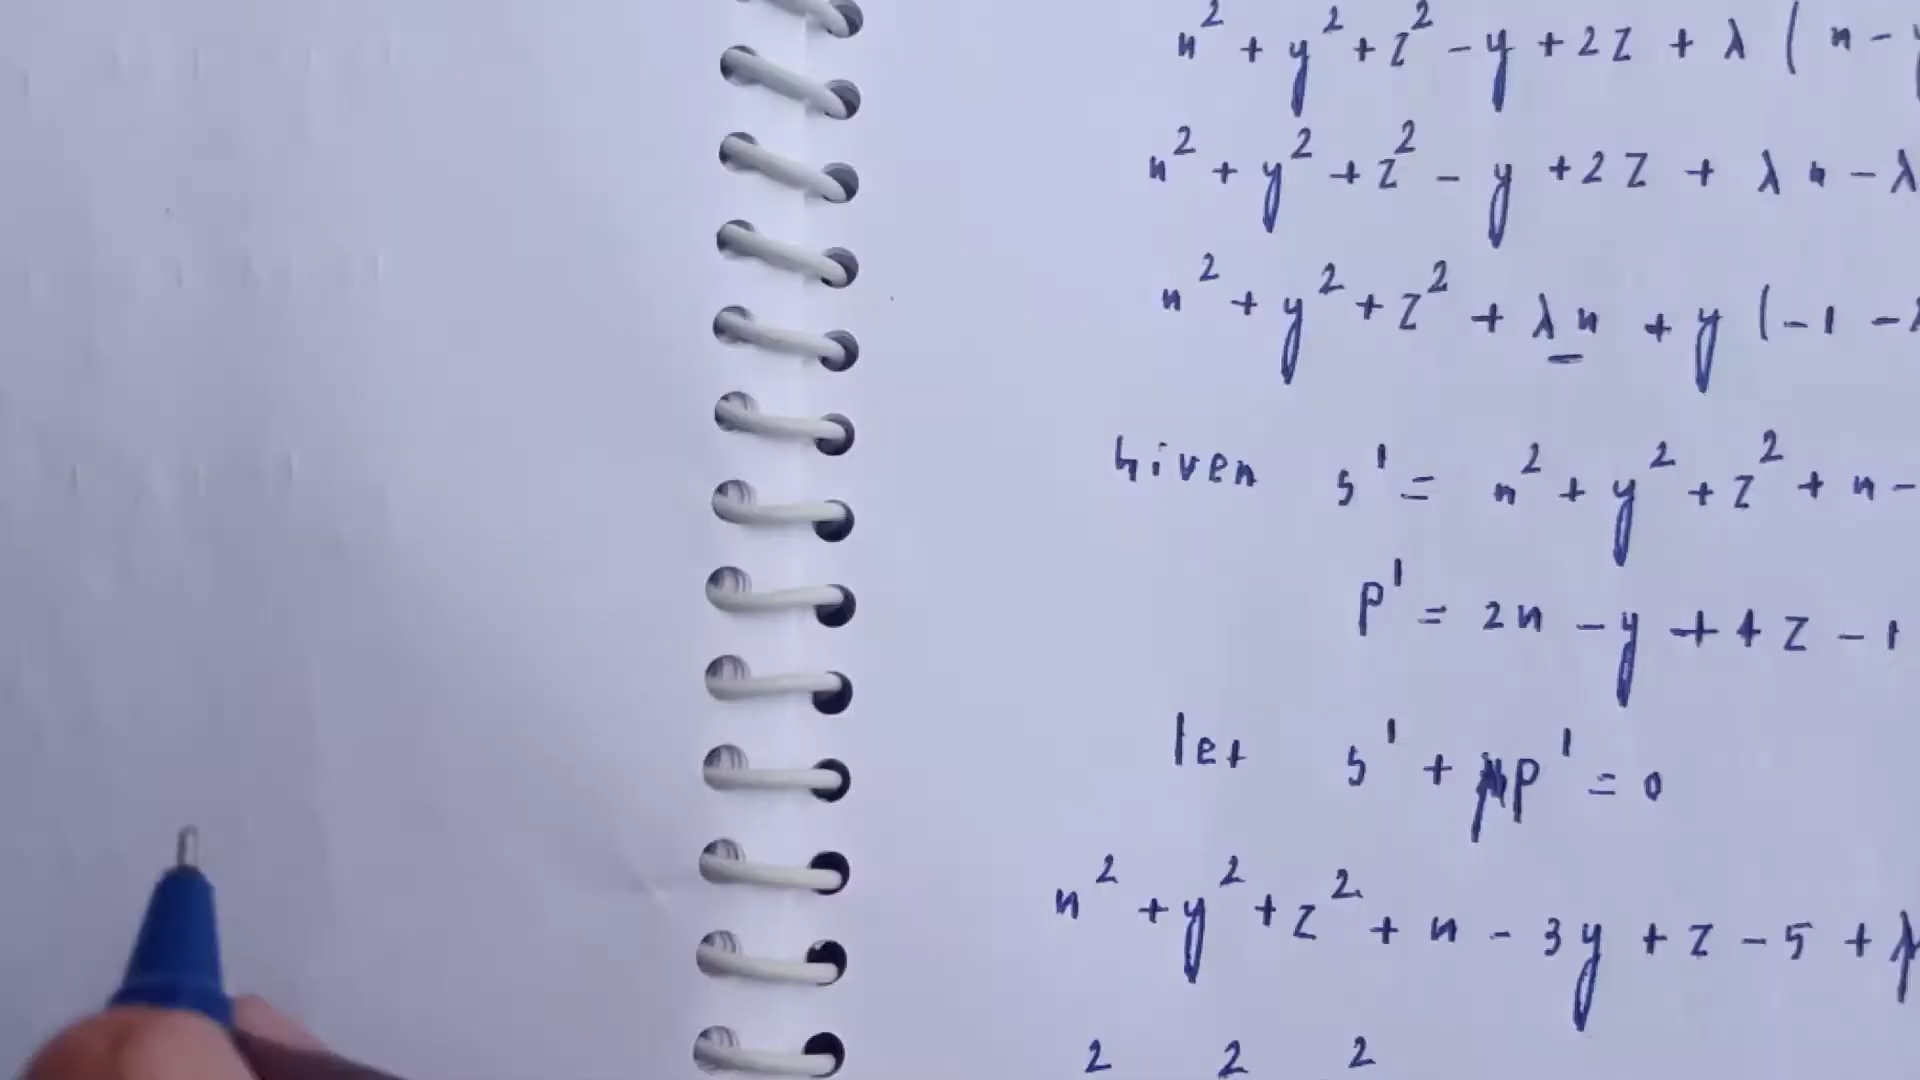 x² + y² + z² - y + 2z + λ ( x -
x² + y² + z² - y + 2z + λx - λ
x² + y² + z² + λx + y (-1 -
Given s' = x² + y² + z² + x -
p' = 2x - y + 4z - 1
let s' + μp' = 0
x² + y² + z² + x - 3y + z - 5 + μ
2 2 2